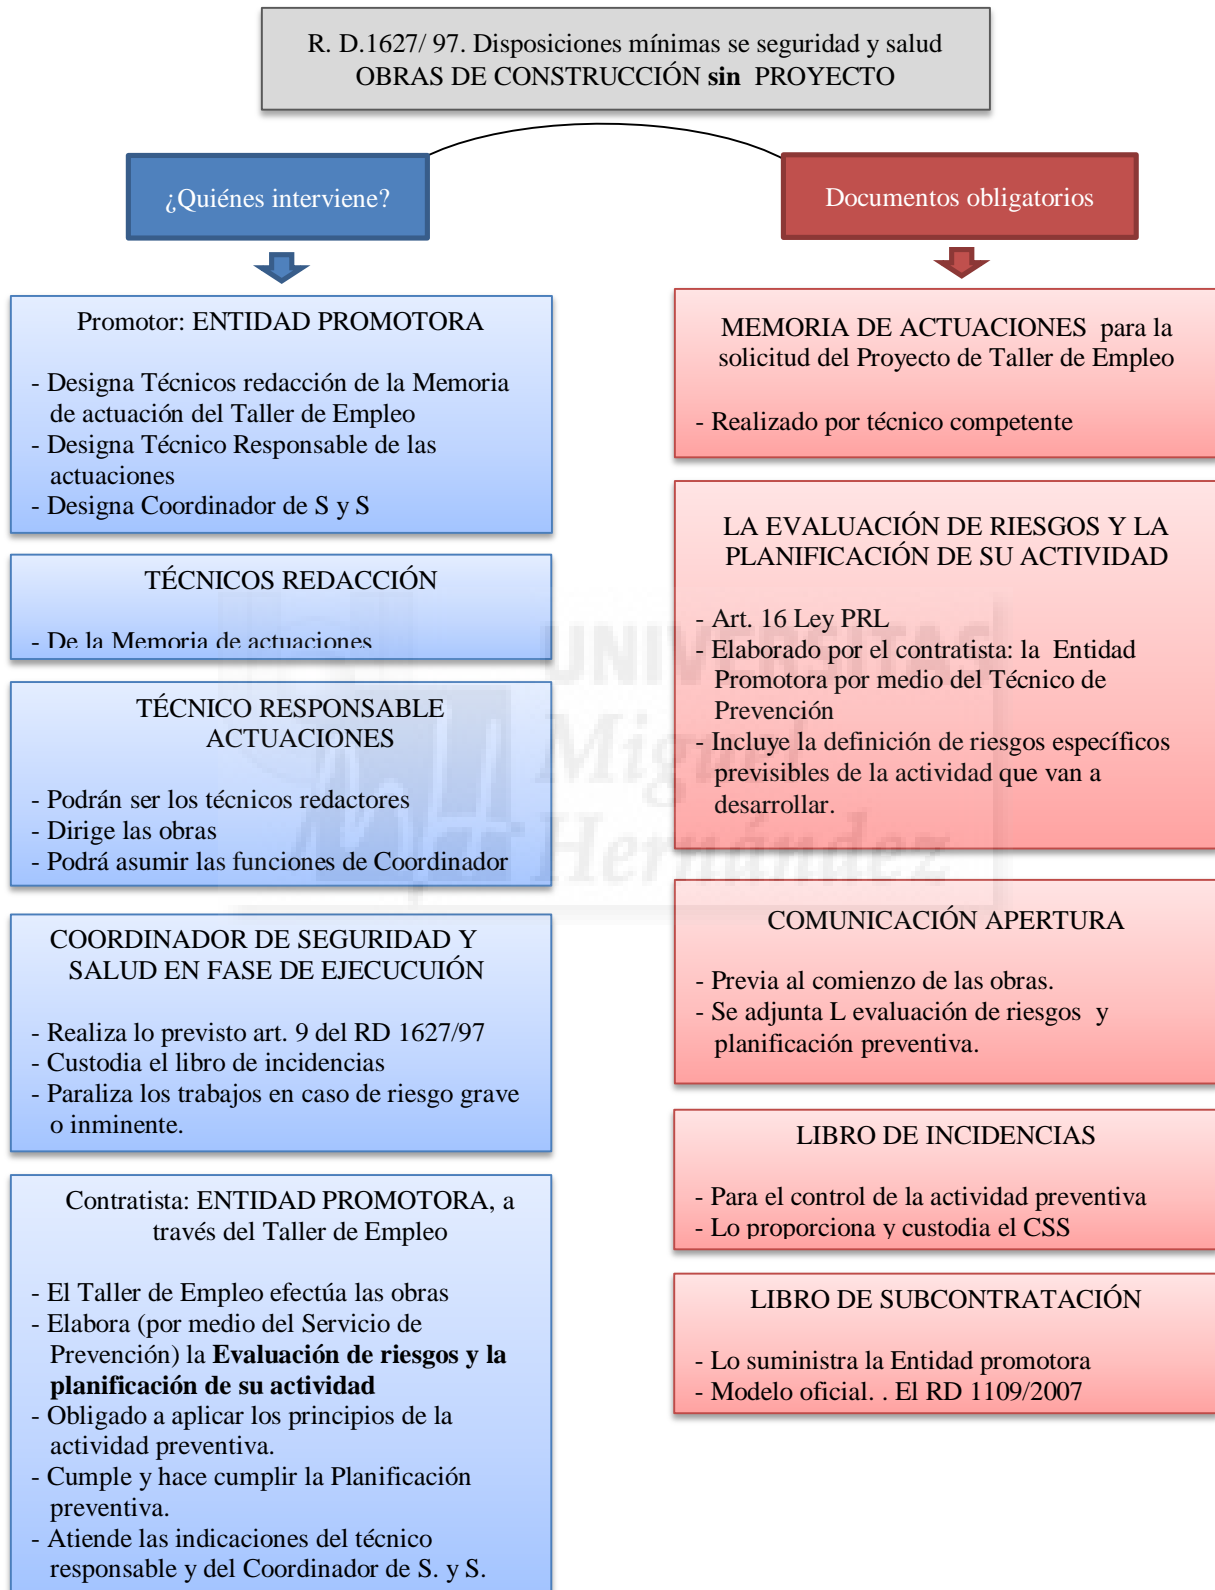 R. D.1627/ 97. Disposiciones mínimas se seguridad y salud
OBRAS DE CONSTRUCCIÓN sin PROYECTO
¿Quiénes interviene?
Promotor: ENTIDAD PROMOTORA
- Designa Técnicos redacción de la Memoria
de actuación del Taller de Empleo
- Designa Técnico Responsable de las
actuaciones
- Designa Coordinador de S y S
TÉCNICOS REDACCIÓN
- De la Memoria de actuaciones
TÉCNICO RESPONSABLE
ACTUACIONES
- Podrán ser los técnicos redactores
- Dirige las obras
- Podrá asumir las funciones de Coordinador
COORDINADOR DE SEGURIDAD Y
SALUD EN FASE DE EJECUCUIÓN
- Realiza lo previsto art. 9 del RD 1627/97
- Custodia el libro de incidencias
- Paraliza los trabajos en caso de riesgo grave
o inminente.
Contratista: ENTIDAD PROMOTORA, a
través del Taller de Empleo
- El Taller de Empleo efectúa las obras
- Elabora (por medio del Servicio de
Prevención) la Evaluación de riesgos y la
planificación de su actividad
- Obligado a aplicar los principios de la
actividad preventiva.
- Cumple y hace cumplir la Planificación
preventiva.
- Atiende las indicaciones del técnico
responsable y del Coordinador de S. y S.
Documentos obligatorios
MEMORIA DE ACTUACIONES para la
solicitud del Proyecto de Taller de Empleo
- Realizado por técnico competente
LA EVALUACIÓN DE RIESGOS Y LA
PLANIFICACIÓN DE SU ACTIVIDAD
- Art. 16 Ley PRL
- Elaborado por el contratista: la Entidad
Promotora por medio del Técnico de
Prevención
- Incluye la definición de riesgos específicos
previsibles de la actividad que van a
desarrollar.
COMUNICACIÓN APERTURA
- Previa al comienzo de las obras.
- Se adjunta L evaluación de riesgos y
planificación preventiva.
LIBRO DE INCIDENCIAS
- Para el control de la actividad preventiva
- Lo proporciona y custodia el CSS
LIBRO DE SUBCONTRATACIÓN
- Lo suministra la Entidad promotora
- Modelo oficial. . El RD 1109/2007
UNIVERSITAS
Miguel
Hernández